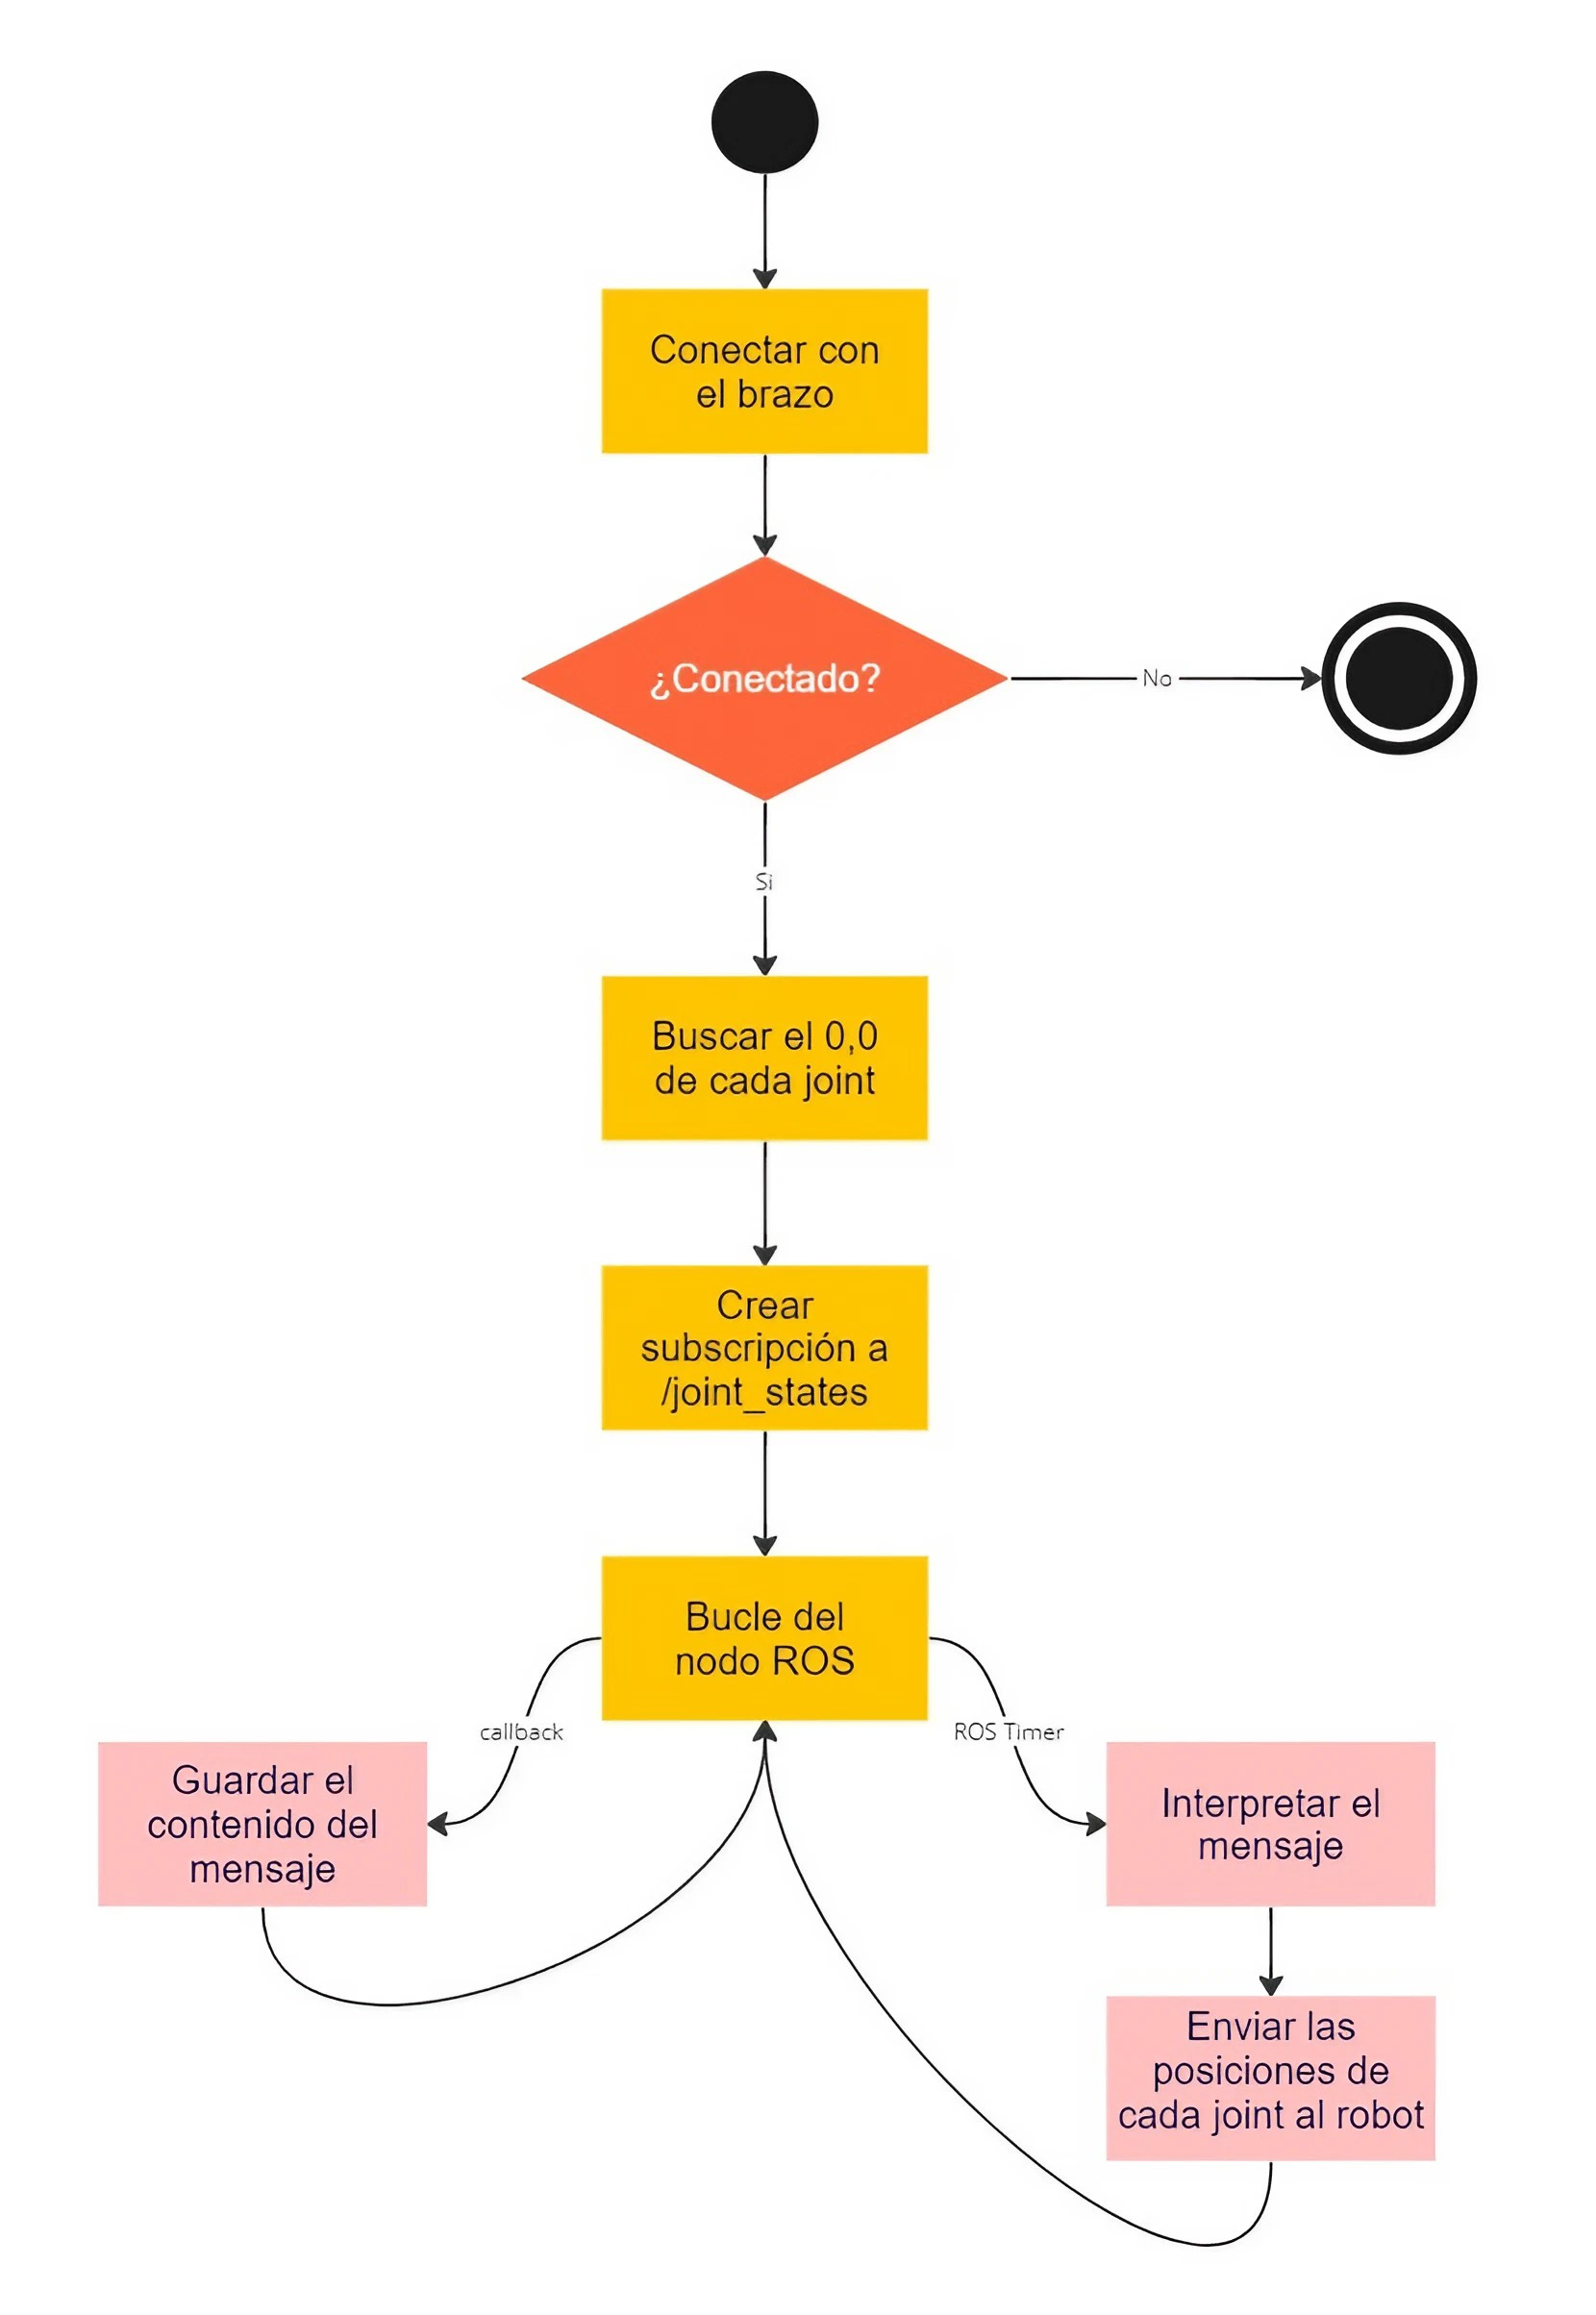 Conectar con
el brazo
¿Conectado?
No
Si
Buscar el 0,0
de cada joint
Crear
subscripción a
/joint_states
Bucle del
nodo ROS
callback
ROS Timer
Guardar el
contenido del
mensaje
Interpretar el
mensaje
Enviar las
posiciones de
cada joint al robot